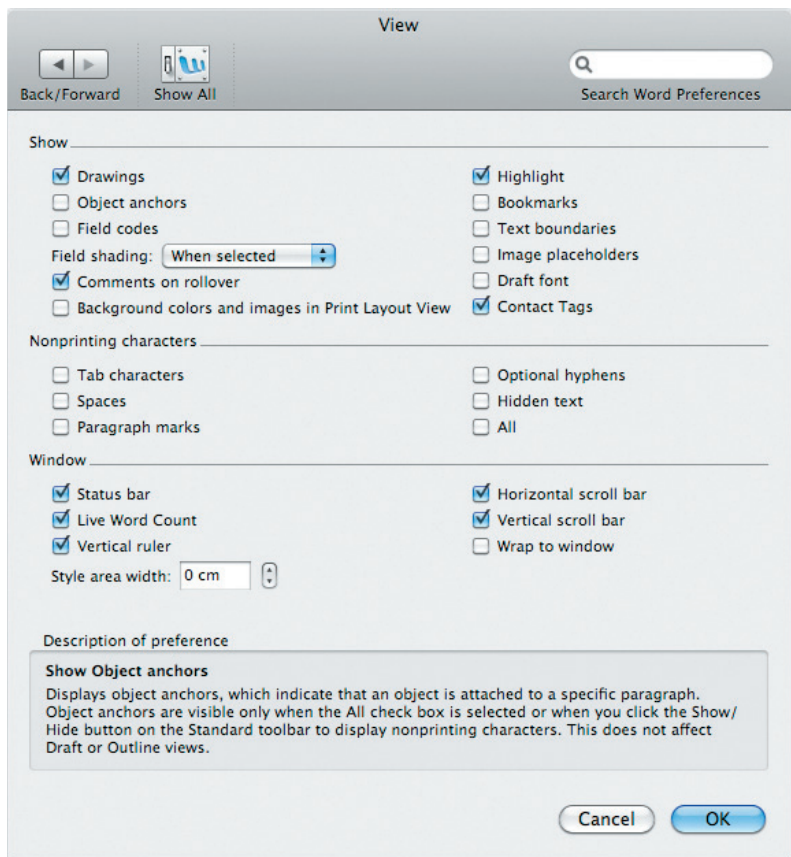 View
Back/Forward
Show All
Search Word Preferences
Show
Drawings
Object anchors
Field codes
Field shading: When selected
Comments on rollover
Background colors and images in Print Layout View
Highlight
Bookmarks
Text boundaries
Image placeholders
Draft font
Contact Tags
Nonprinting characters
Tab characters
Spaces
Paragraph marks
Optional hyphens
Hidden text
All
Window
Status bar
Live Word Count
Vertical ruler
Style area width: 0 cm
Horizontal scroll bar
Vertical scroll bar
Wrap to window
Description of preference
Show Object anchors
Displays object anchors, which indicate that an object is attached to a specific paragraph.
Object anchors are visible only when the All check box is selected or when you click the Show/
Hide button on the Standard toolbar to display nonprinting characters. This does not affect
Draft or Outline views.
Cancel
OK